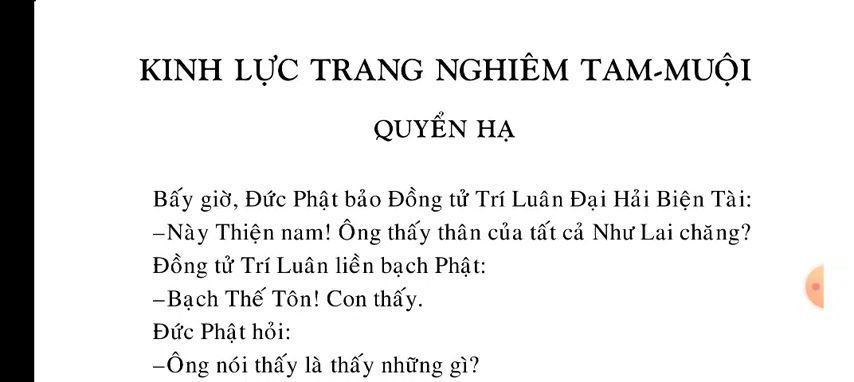 KINH LỰC TRANG NGHIÊM TAM-MUỘI
QUYỂN HẠ
Bấy giờ, Đức Phật bảo Đồng tử Trí Luân Đại Hải Biện Tài:
–Này Thiện nam! Ông thấy thân của tất cả Như Lai chăng?
Đồng tử Trí Luân liền bạch Phật:
–Bạch Thế Tôn! Con thấy.
Đức Phật hỏi:
–Ông nói thấy là thấy những gì?